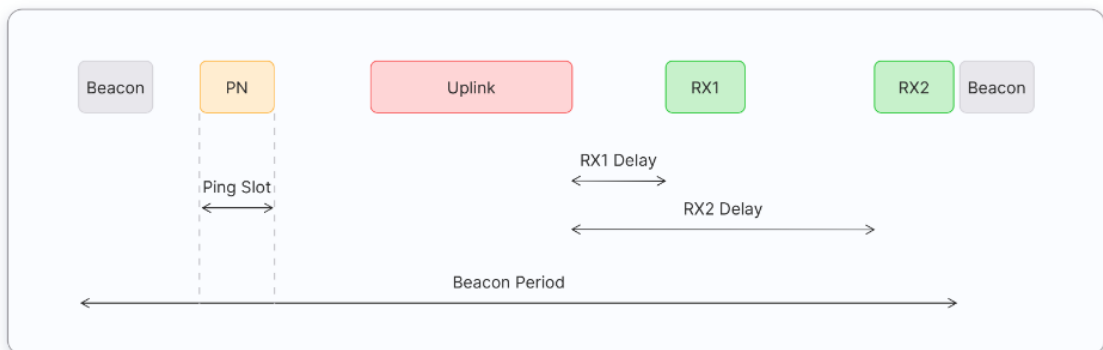 Beacon
PN
Uplink
RX1
RX2
Beacon
RX1 Delay
Ping Slot
RX2 Delay
Beacon Period